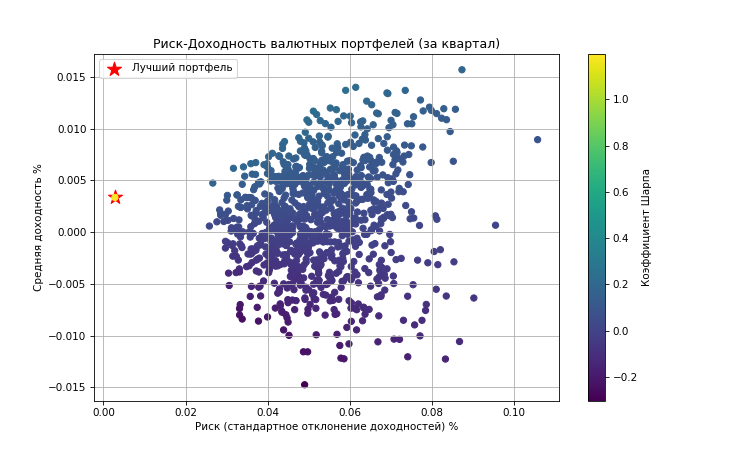 Риск-Доходность валютных портфелей (за квартал)
Лучший портфель
0.015
0.010
0.005
0.000
−0.005
−0.010
−0.015
Средняя доходность %
0.00 0.02 0.04 0.06 0.08 0.10
Риск (стандартное отклонение доходностей) %
1.0
0.8
0.6
0.4
0.2
0.0
−0.2
Коэффициент Шарпа